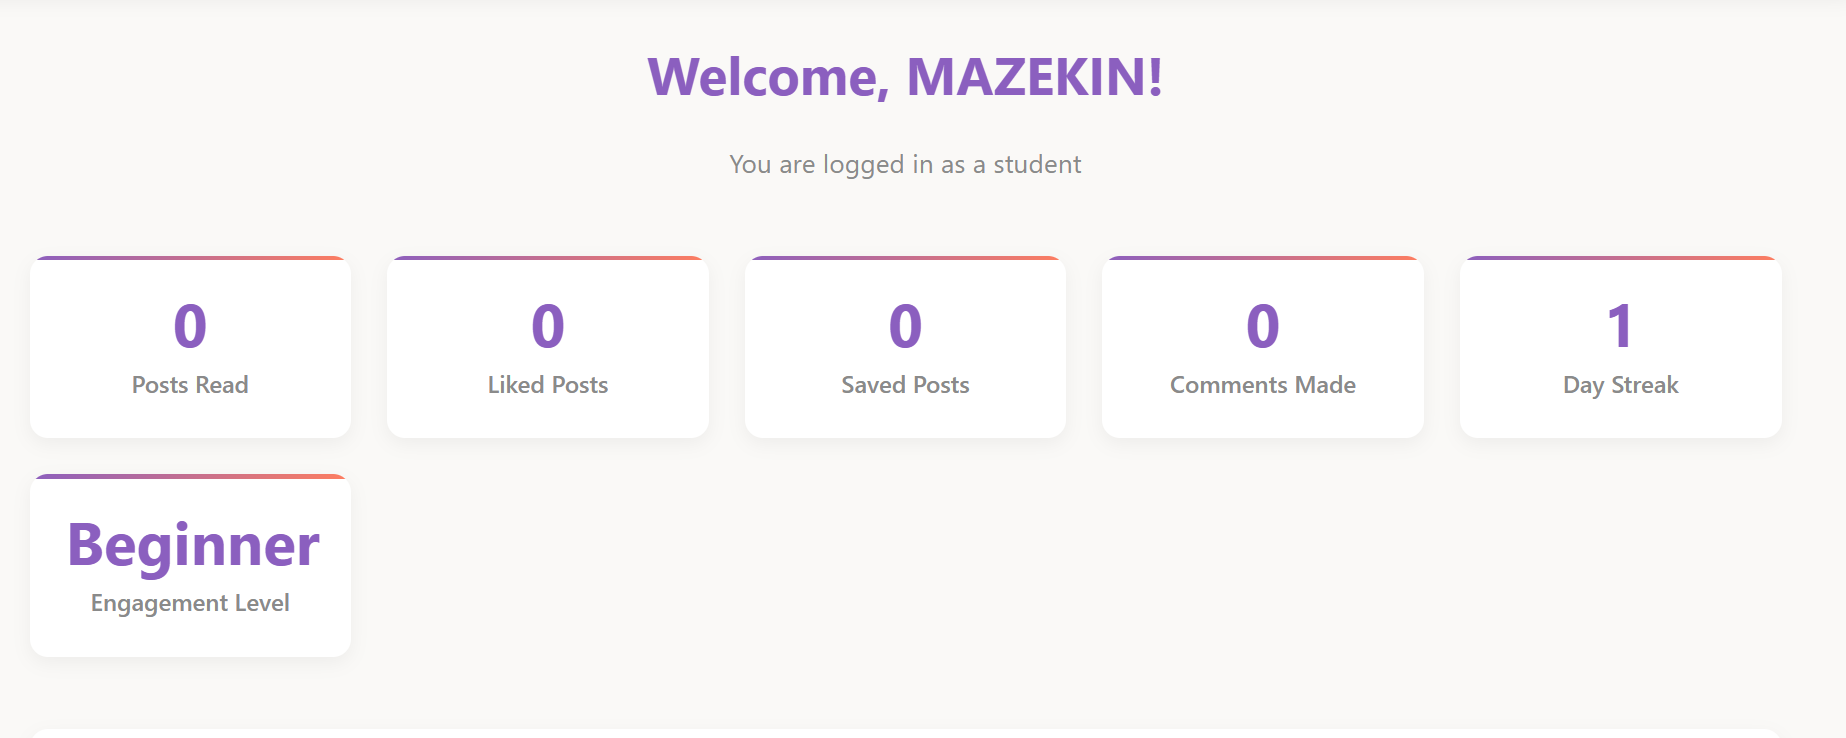 Welcome, MAZEKIN!
You are logged in as a student
0
Posts Read
0
Liked Posts
0
Saved Posts
0
Comments Made
1
Day Streak
Beginner
Engagement Level